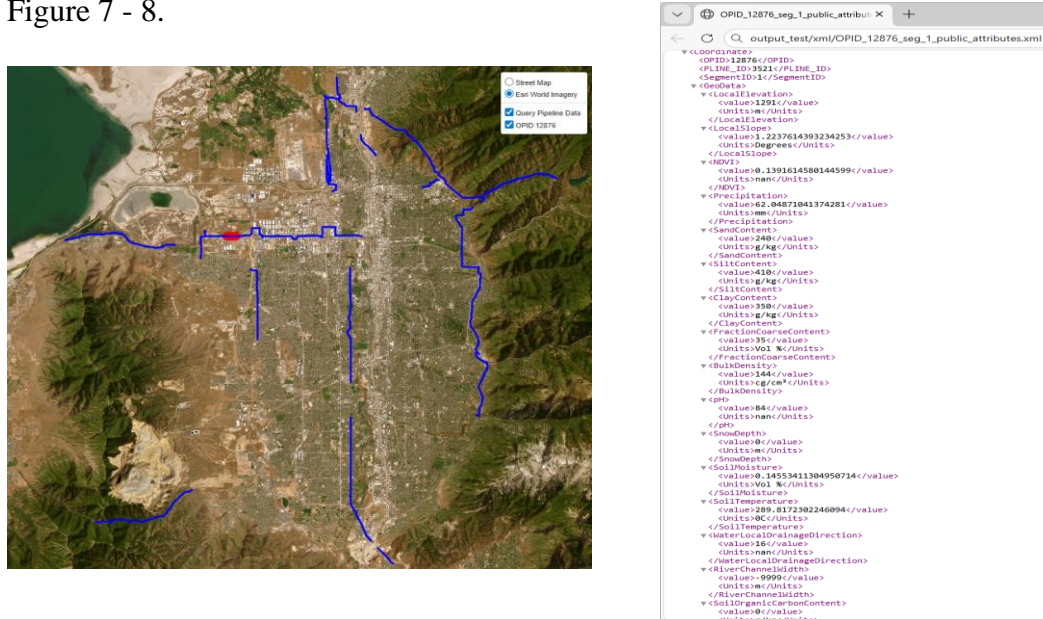 Figure 7 - 8.
Street Map
Esri World Imagery
Query Pipeline Data
OPID 12876
OPID_12876_seg_1_public_attribut
output_test/xml/OPID_12876_seg_1_public_attributes.xml
<Coordinate>
<OPID>12876</OPID>
<PLINE_ID>3521</PLINE_ID>
<SegmentID>1</SegmentID>
<GeoData>
<LocalElevation>
<value>1291</value>
<Units>m</Units>
</LocalElevation>
<LocalSlope>
<value>1.2237614393234253</value>
<Units>Degrees</Units>
</LocalSlope>
<NDVI>
<value>0.1391614580144599</value>
<Units>nan</Units>
</NDVI>
<Precipitation>
<value>62.04871041374281</value>
<Units>mm</Units>
</Precipitation>
<SandContent>
<value>240</value>
<Units>g/kg</Units>
</SandContent>
<SiltContent>
<value>410</value>
<Units>g/kg</Units>
</SiltContent>
<ClayContent>
<value>350</value>
<Units>g/kg</Units>
</ClayContent>
<FractionCoarseContent>
<value>35</value>
<Units>Vol %</Units>
</FractionCoarseContent>
<BulkDensity>
<value>144</value>
<Units>cg/cm³</Units>
</BulkDensity>
<pH>
<value>84</value>
<Units>nan</Units>
</pH>
<SnowDepth>
<value>0</value>
<Units>m</Units>
</SnowDepth>
<SoilMoisture>
<value>0.14553411304950714</value>
<Units>Vol %</Units>
</SoilMoisture>
<SoilTemperature>
<value>289.8172302246094</value>
<Units>0C</Units>
</SoilTemperature>
<WaterLocalDrainageDirection>
<value>16</value>
<Units>nan</Units>
</WaterLocalDrainageDirection>
<RiverChannelWidth>
<value>-9999</value>
<Units>m</Units>
</RiverChannelWidth>
<SoilOrganicCarbonContent>
<value>0</value>